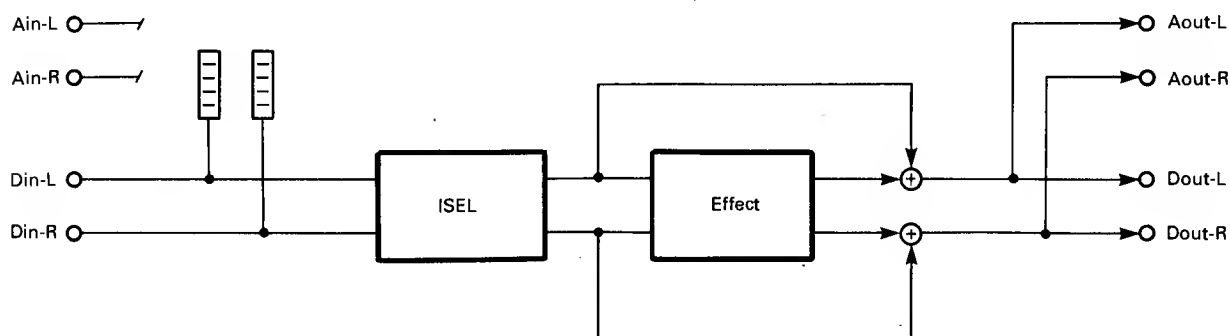 Ain-L
Aout-L
Ain-R
Aout-R
Din-L
ISEL
Effect
+
Dout-L
Din-R
+
Dout-R